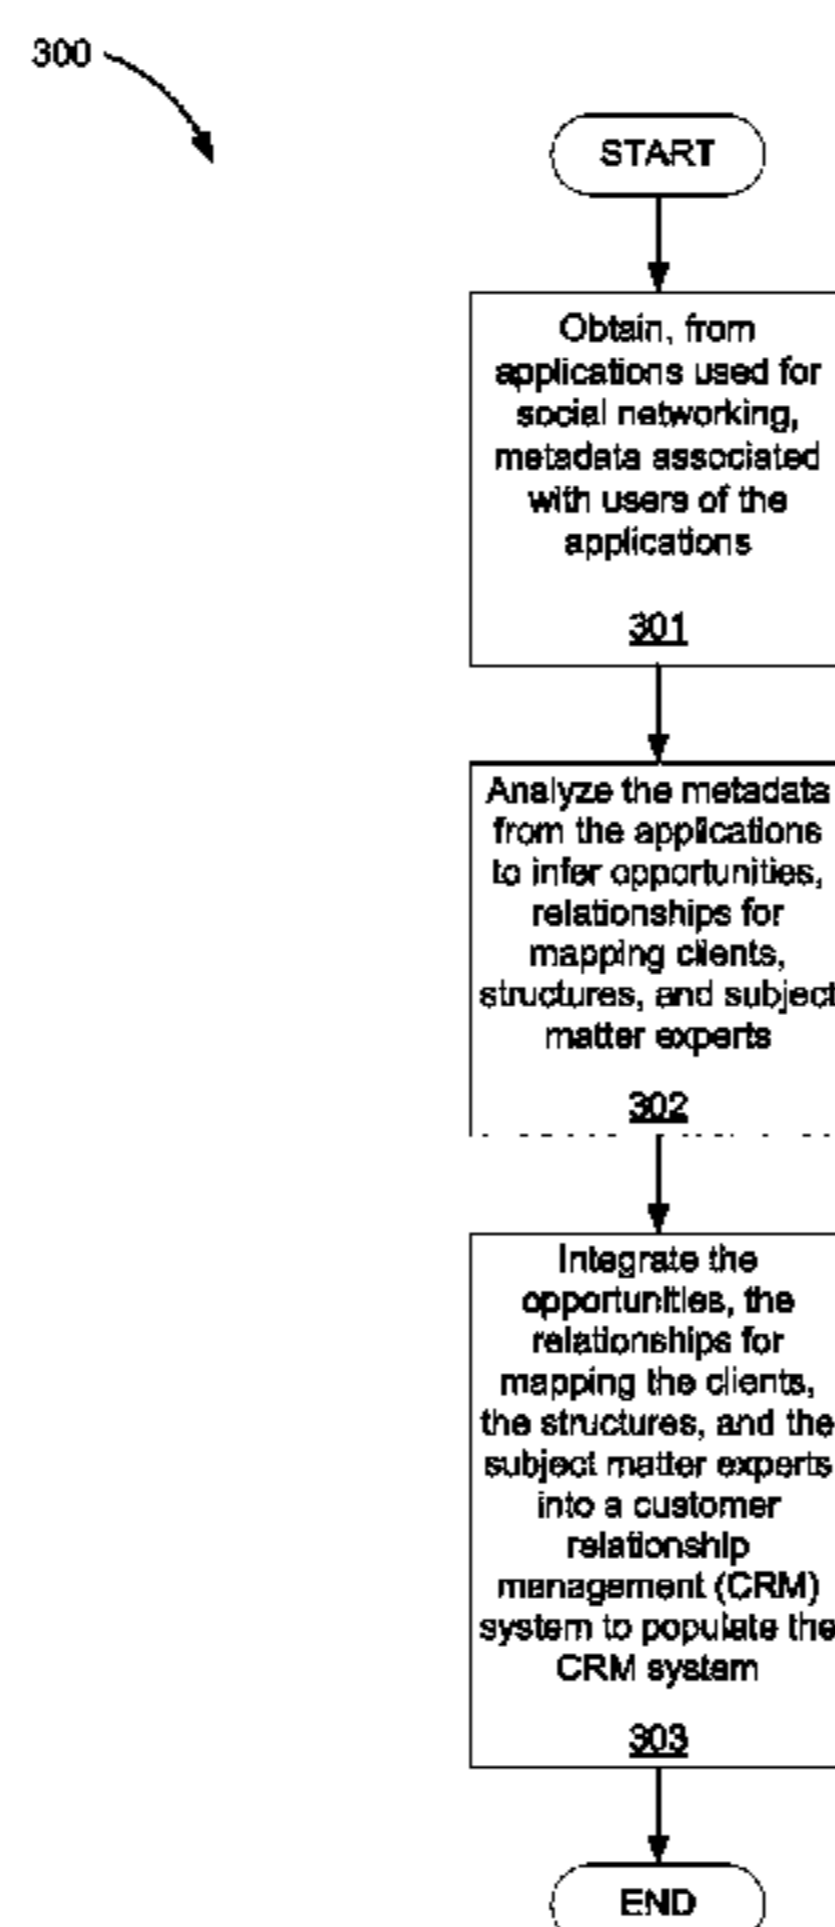 300
START
Obtain, from
applications used for
social networking,
metadata associated
with users of the
applications
301
Analyze the metadata
from the applications
to infer opportunities,
relationships for
mapping clients,
structures, and subject
matter experts
302
Integrate the
opportunities, the
relationships for
mapping the clients,
the structures, and the
subject matter experts
into a customer
relationship
management (CRM)
system to populate the
CRM system
303
END